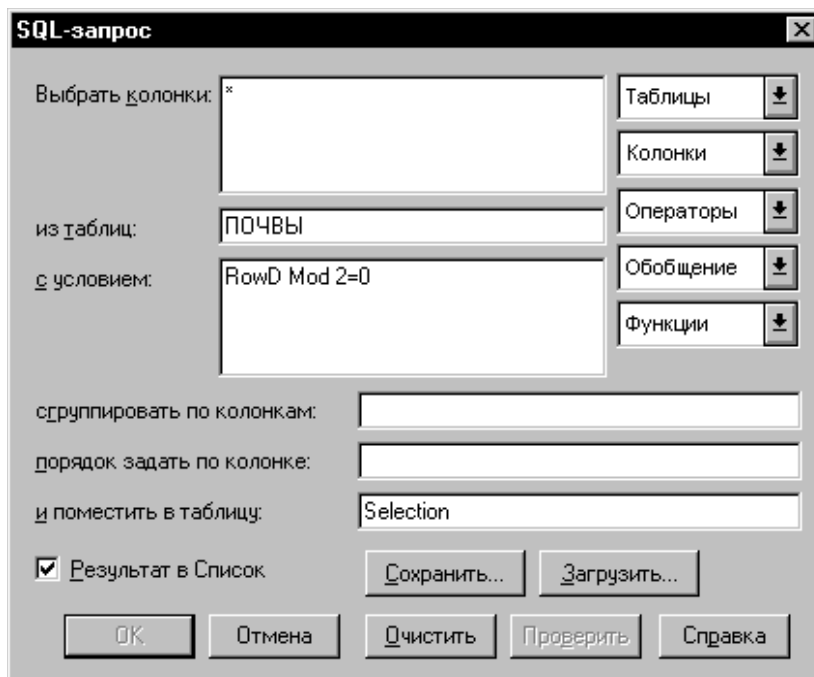 SQL-запрос
Выбрать колонки:
*
Таблицы
Колонки
из таблиц:
ПОЧВЫ
Операторы
с условием:
RowD Mod 2=0
Обобщение
Функции
сгруппировать по колонкам:
порядок задать по колонке:
и поместить в таблицу:
Selection
Результат в Список
Сохранить...
Загрузить...
OK
Отмена
Очистить
Проверить
Справка